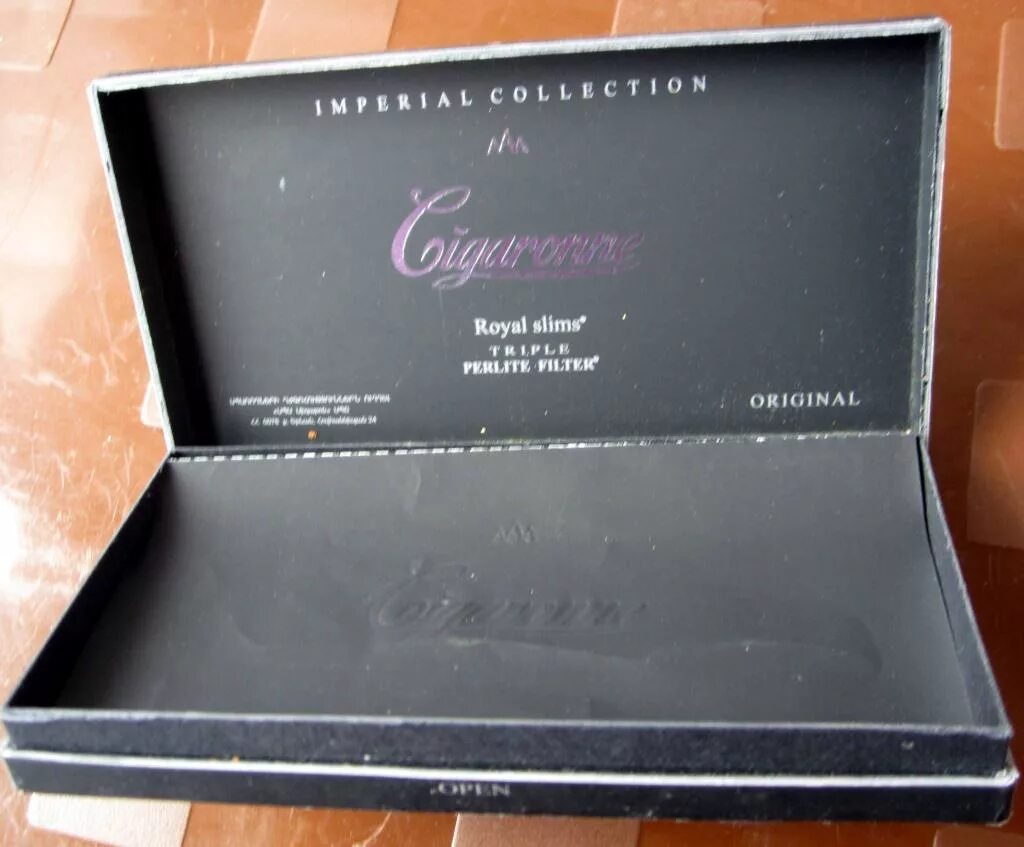 IMPERIAL COLLECTION
Cigaronne
Royal slims®
TRIPLE
PERLITE FILTER®
ORIGINAL
Cigaronne
OPEN